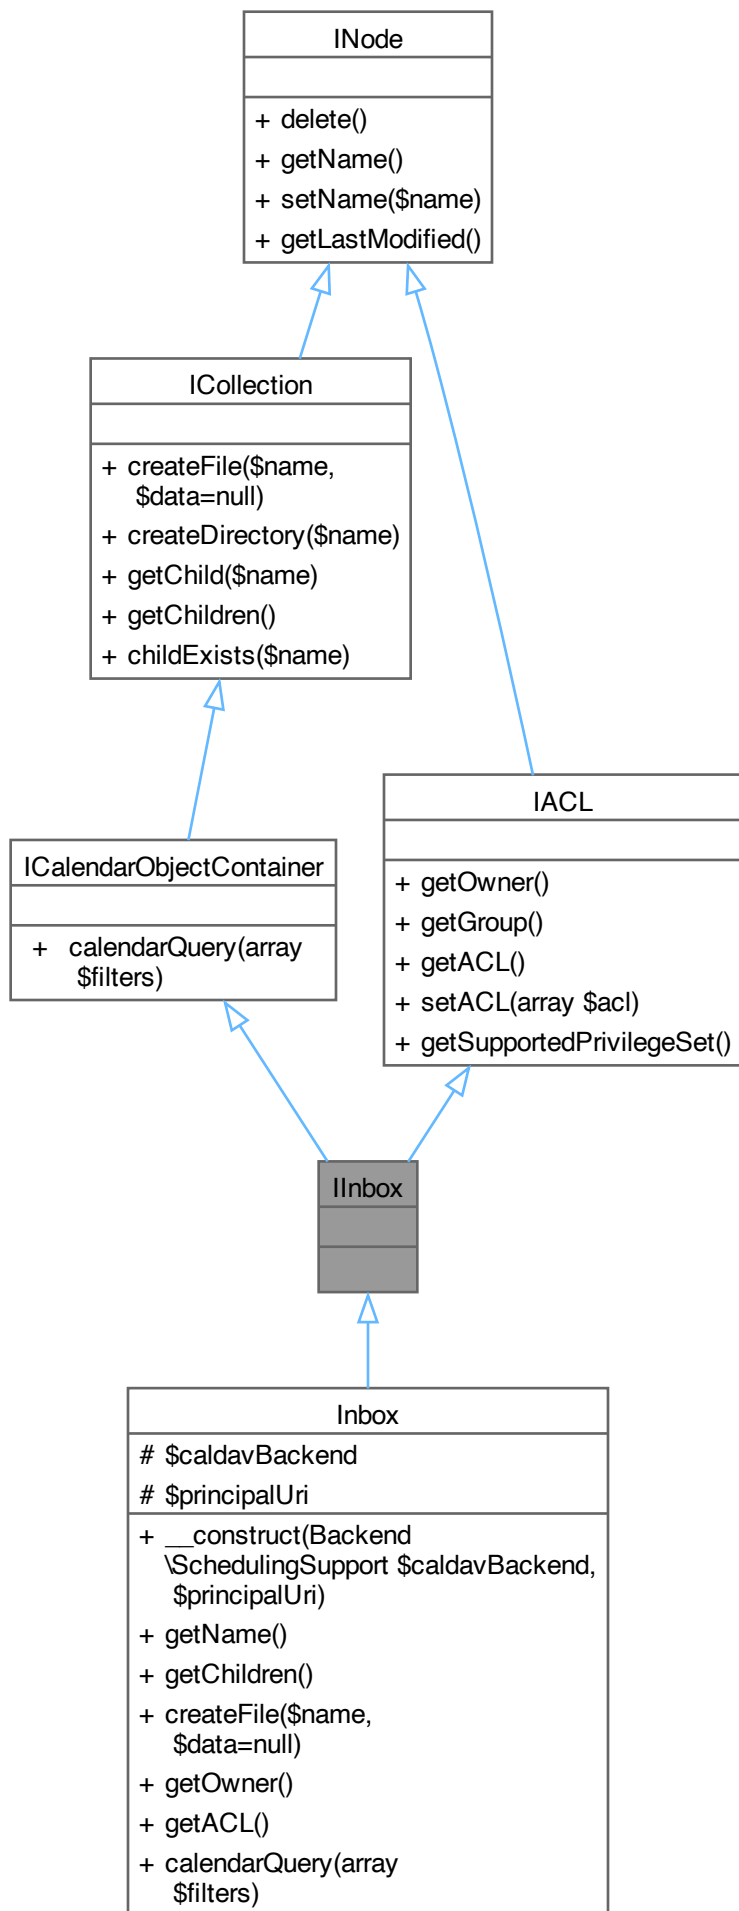 INode
+ delete()
+ getName()
+ setName($name)
+ getLastModified()
ICollection
+ createFile($name,
$data=null)
+ createDirectory($name)
+ getChild($name)
+ getChildren()
+ childExists($name)
IACL
+ getOwner()
+ getGroup()
+ getACL()
+ setACL(array $acl)
+ getSupportedPrivilegeSet()
ICalendarObjectContainer
+ calendarQuery(array
$filters)
IInbox
Inbox
# $caldavBackend
# $principalUri
+ __construct(Backend
\SchedulingSupport $caldavBackend,
$principalUri)
+ getName()
+ getChildren()
+ createFile($name,
$data=null)
+ getOwner()
+ getACL()
+ calendarQuery(array
$filters)